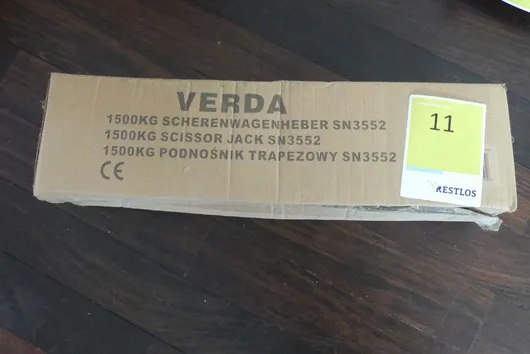 VERDA
1500KG SCHERENWAGENHEBER SN3552
1500KG SCISSOR JACK SN3552
1500KG PODNOŚNIK TRAPEZOWY SN3552
CE
11
RESTLOS